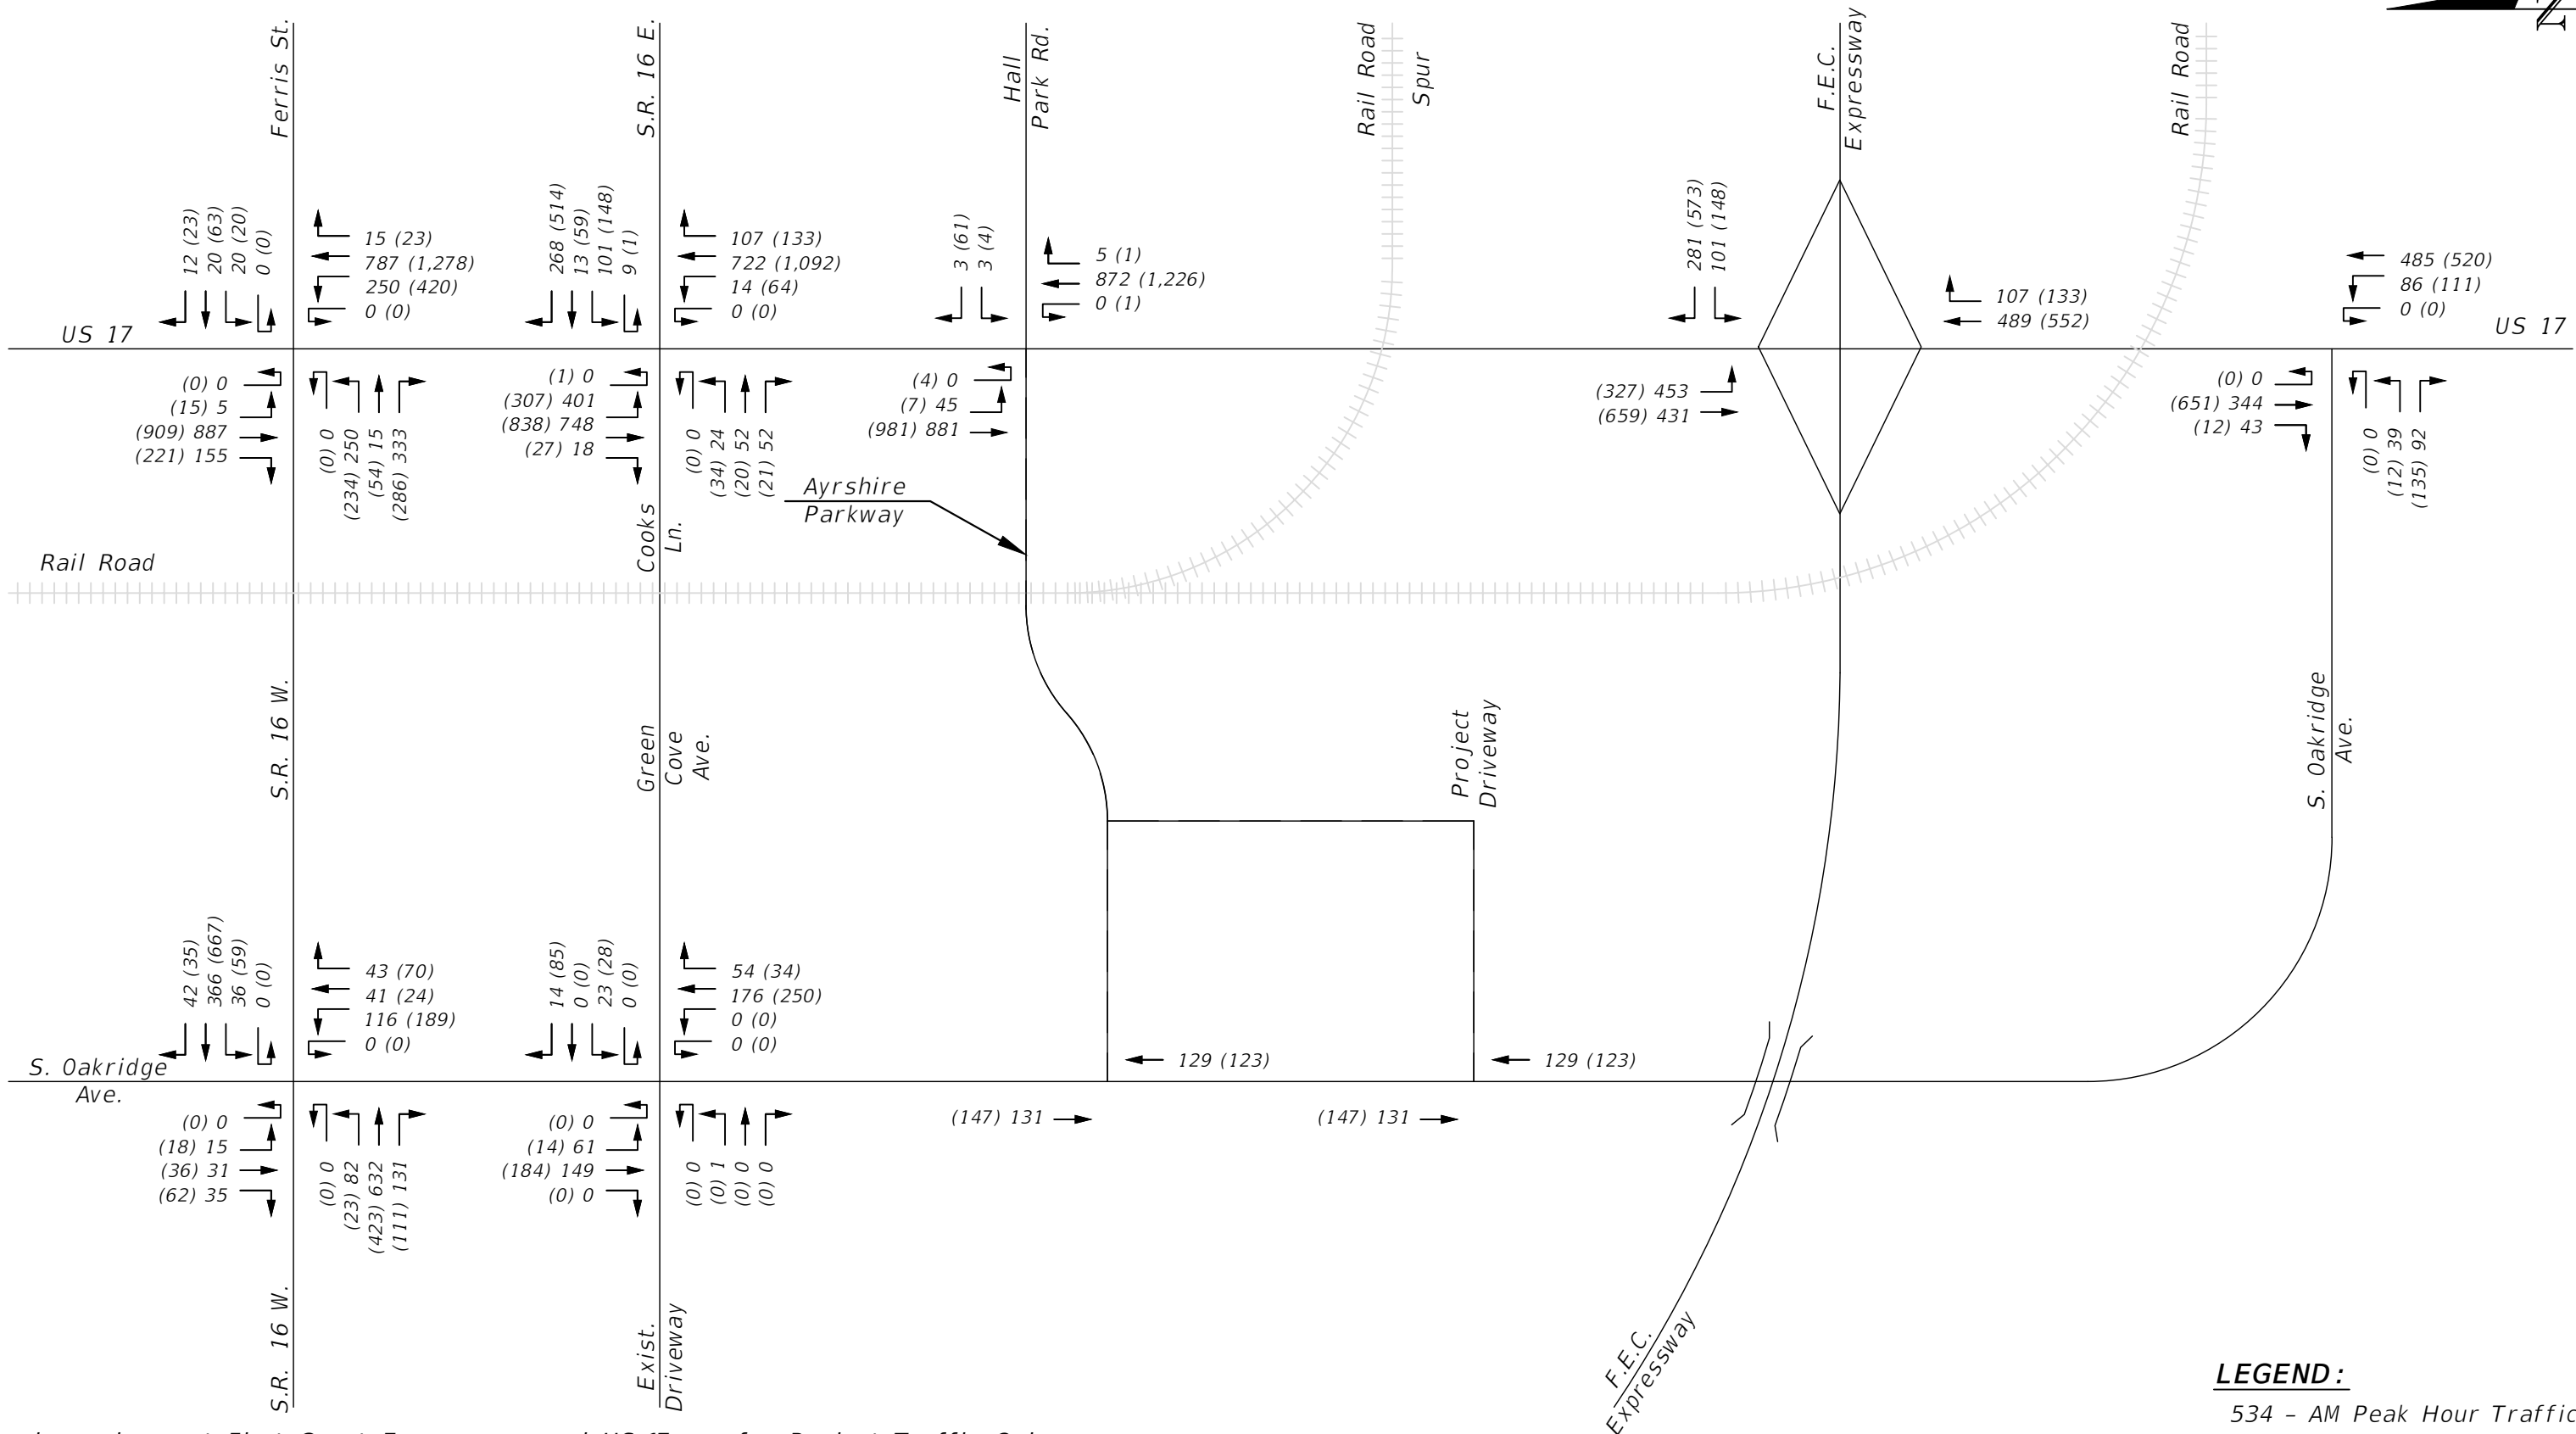 Ferris St.
S.R. 16 E.
Hall
Park Rd.
Rail Road
Spur
F.E.C.
Expressway
Rail Road
N
12 (23)
20 (63)
20 (20)
0 (0)
15 (23)
787 (1,278)
250 (420)
0 (0)
268 (514)
13 (59)
101 (148)
9 (1)
107 (133)
722 (1,092)
14 (64)
0 (0)
3 (61)
3 (4)
5 (1)
872 (1,226)
0 (1)
281 (573)
101 (148)
107 (133)
489 (552)
485 (520)
86 (111)
0 (0)
US 17
US 17
(0) 0
(15) 5
(909) 887
(221) 155
(0) 0
(234) 250
(54) 15
(286) 333
(1) 0
(307) 401
(838) 748
(27) 18
(0) 0
(34) 24
(20) 52
(21) 52
(4) 0
(7) 45
(981) 881
(327) 453
(659) 431
(0) 0
(651) 344
(12) 43
(0) 0
(12) 39
(135) 92
Ayrshire
Parkway
Cooks
Ln.
Rail Road
S.R. 16 W.
Green
Cove
Ave.
Project
Driveway
S. Oakridge
Ave.
42 (35)
366 (667)
36 (59)
0 (0)
43 (70)
41 (24)
116 (189)
0 (0)
14 (85)
0 (0)
23 (28)
0 (0)
54 (34)
176 (250)
0 (0)
0 (0)
129 (123)
129 (123)
S. Oakridge
Ave.
(0) 0
(18) 15
(36) 31
(62) 35
(0) 0
(23) 82
(423) 632
(111) 131
(0) 0
(14) 61
(184) 149
(0) 0
(0) 0
(0) 1
(0) 0
(0) 0
(147) 131
(147) 131
S.R. 16 W.
Exist.
Driveway
F.E.C.
Expressway
LEGEND:
534 – AM Peak Hour Traffic